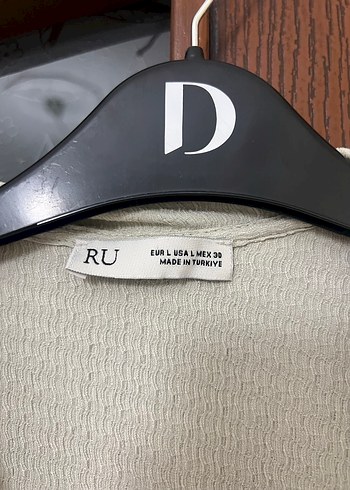 D
RU
EUR L USA L MEX 30
MADE IN TURKIYE